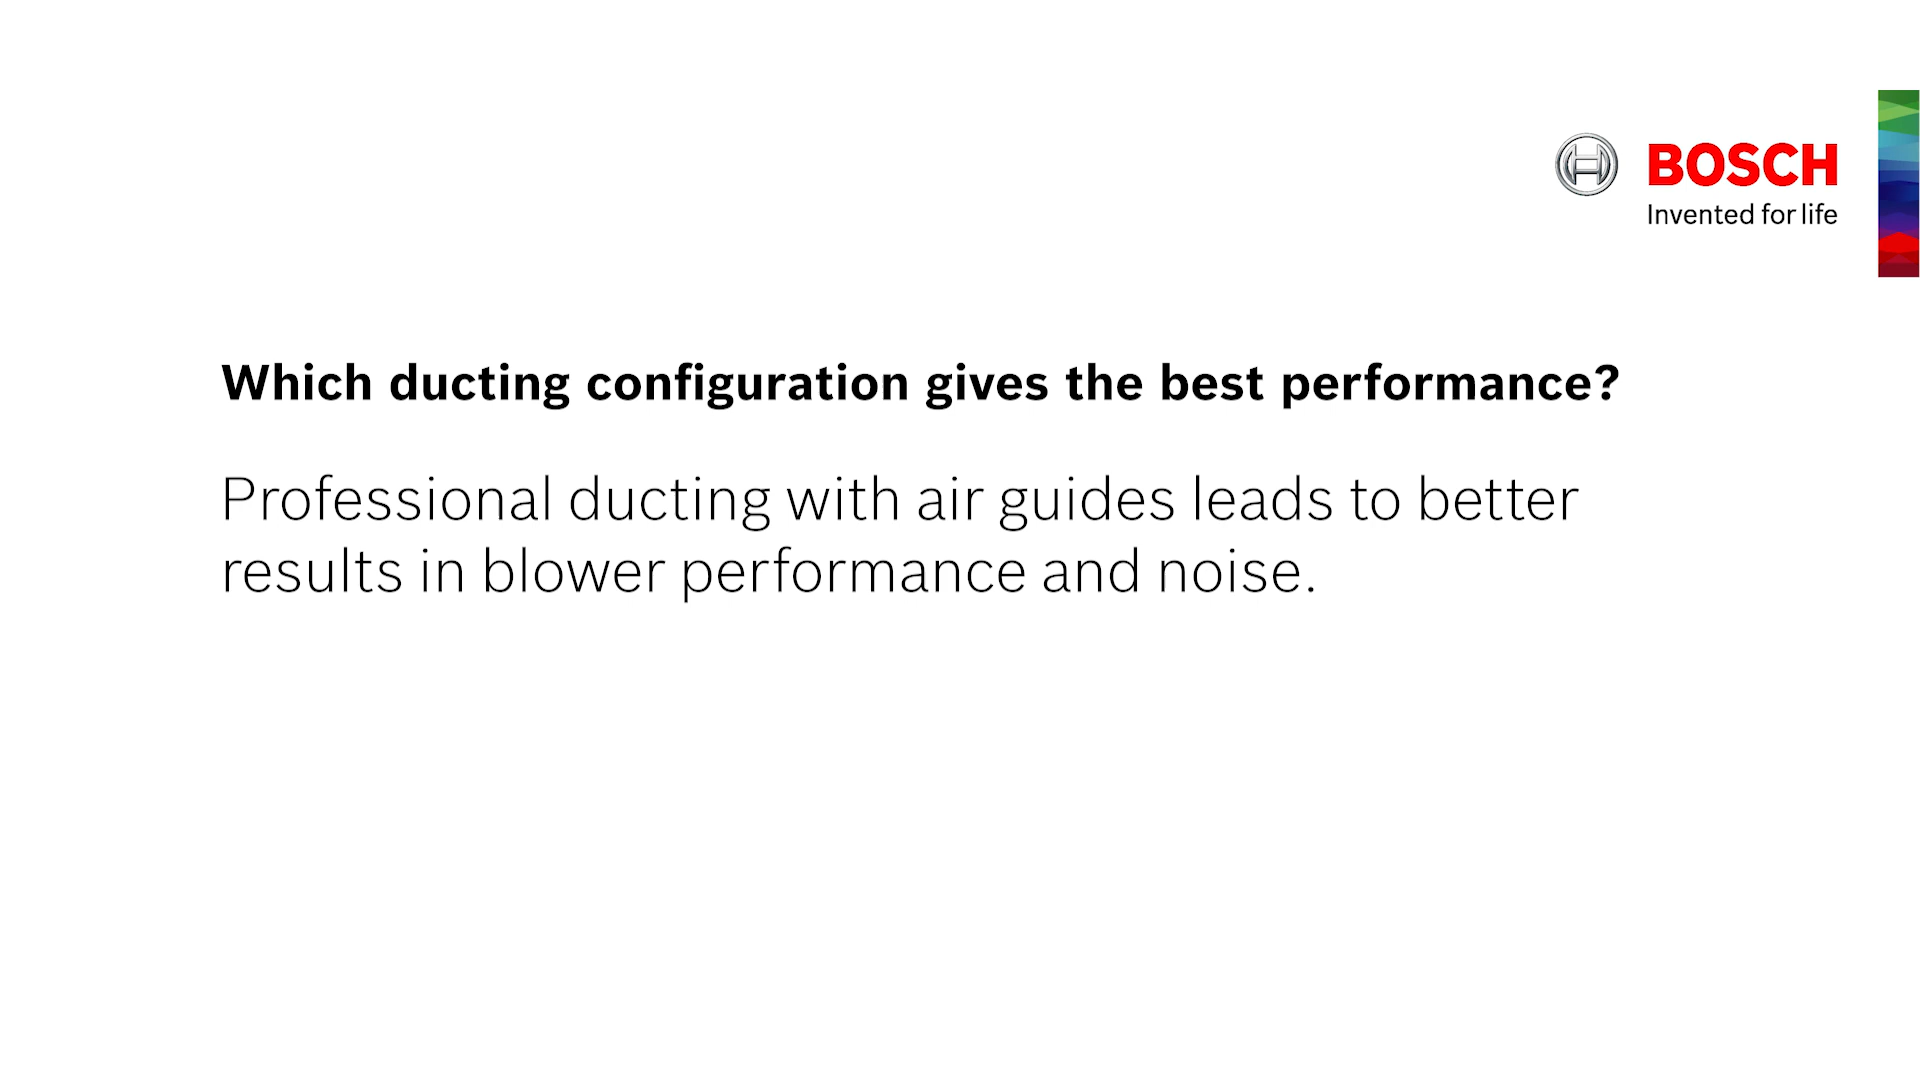 BOSCH
Invented for life
Which ducting configuration gives the best performance?
Professional ducting with air guides leads to better
results in blower performance and noise.